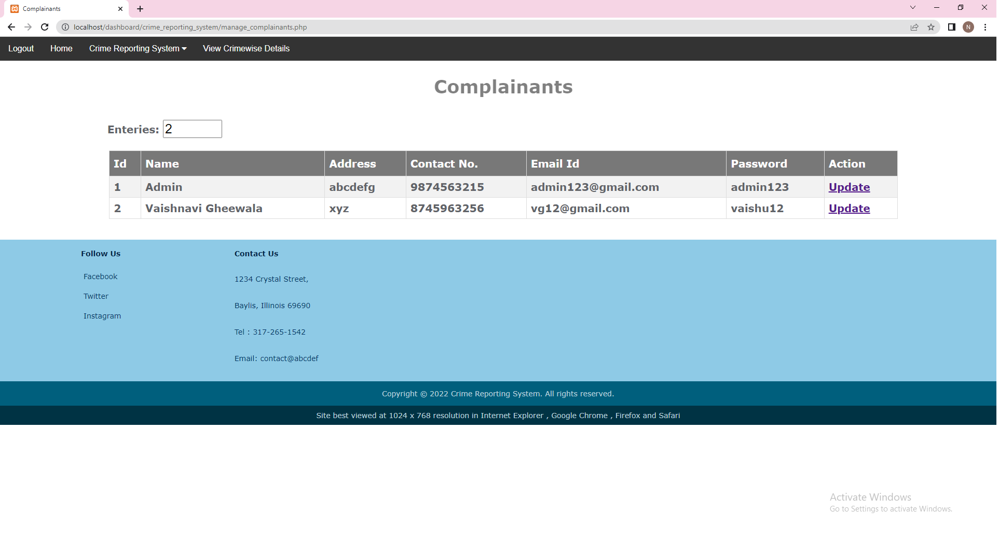 Complainants
localhost/dashboard/crime_reporting_system/manage_complainants.php
N
Logout Home Crime Reporting System View Crimewise Details
Complainants
Enteries: 2
Id Name Address Contact No. Email Id Password Action
1 Admin abcdefg 9874563215 admin123@gmail.com admin123 Update
2 Vaishnavi Gheewala xyz 8745963256 vg12@gmail.com vaishu12 Update
Follow Us
Facebook
Twitter
Instagram
Contact Us
1234 Crystal Street,
Baylis, Illinois 69690
Tel : 317-265-1542
Email: contact@abcdef
Copyright © 2022 Crime Reporting System. All rights reserved.
Site best viewed at 1024 x 768 resolution in Internet Explorer , Google Chrome , Firefox and Safari
Activate Windows
Go to Settings to activate Windows.